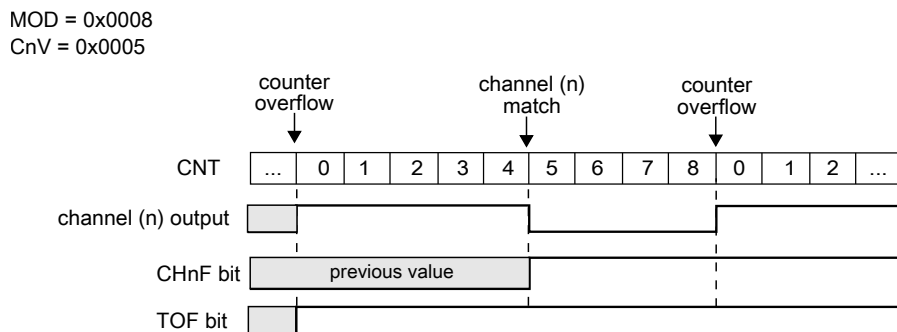 MOD = 0x0008
CnV = 0x0005
counter
overflow
channel (n)
match
counter
overflow
CNT
... 0 1 2 3 4 5 6 7 8 0 1 2 ...
channel (n) output
CHnF bit
previous value
TOF bit